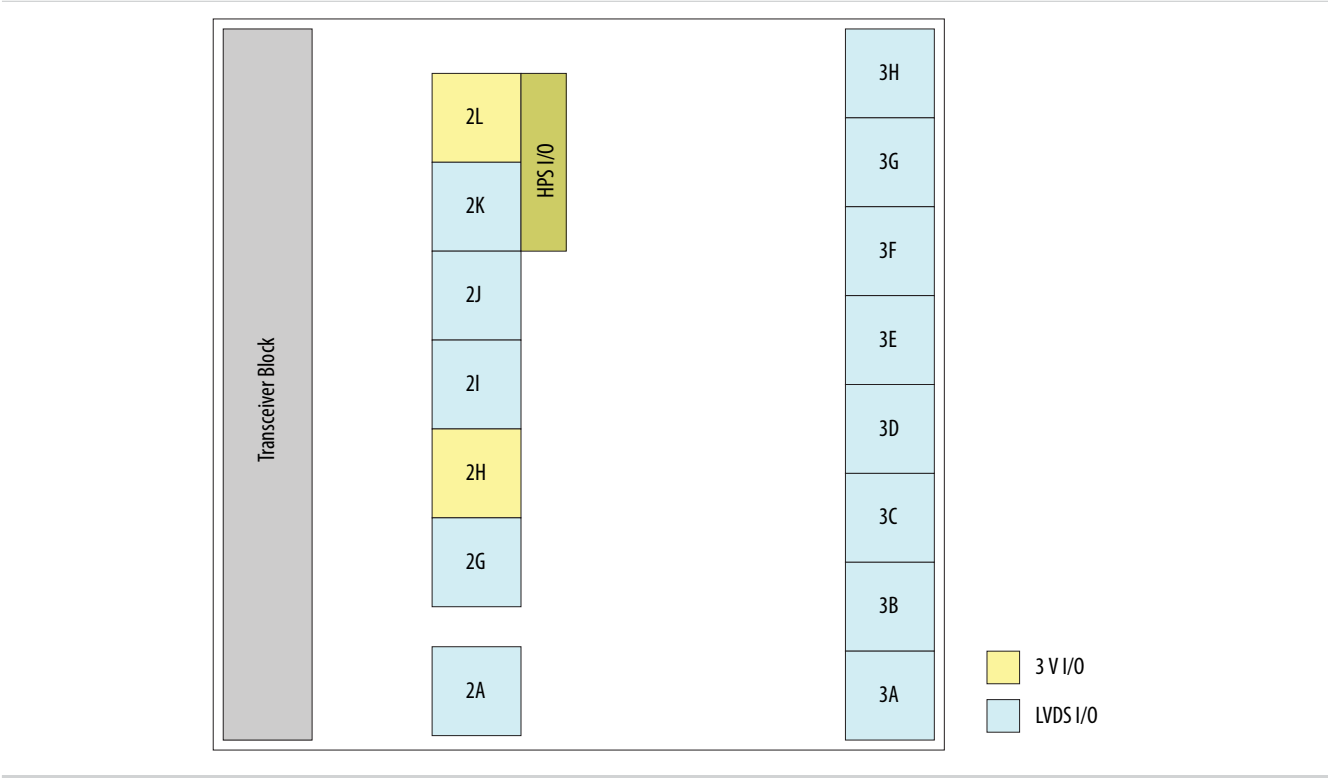 Transceiver Block
2L
2K
2J
2I
2H
2G
2A
HPS I/O
3H
3G
3F
3E
3D
3C
3B
3A
3 V I/O
LVDS I/O